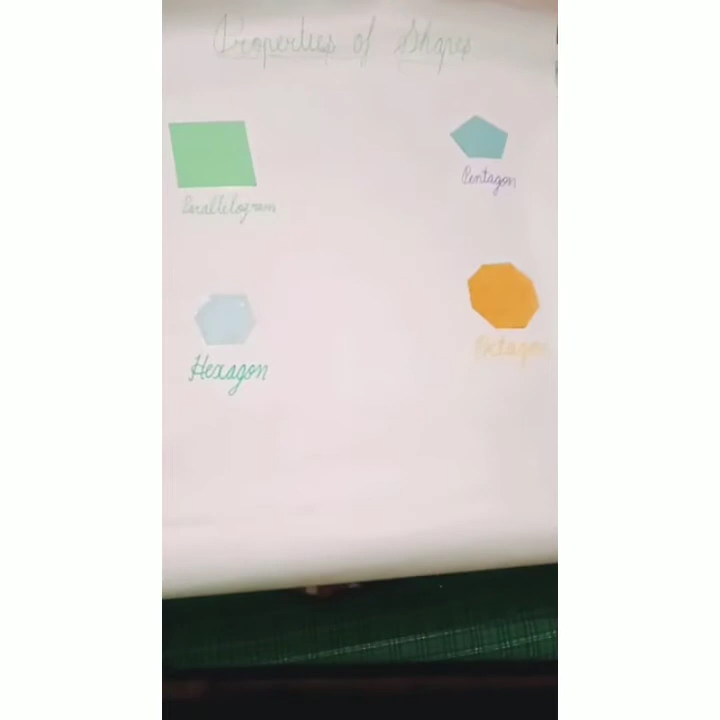 Properties of Shapes
Parallelogram
Pentagon
Hexagon
Octagon